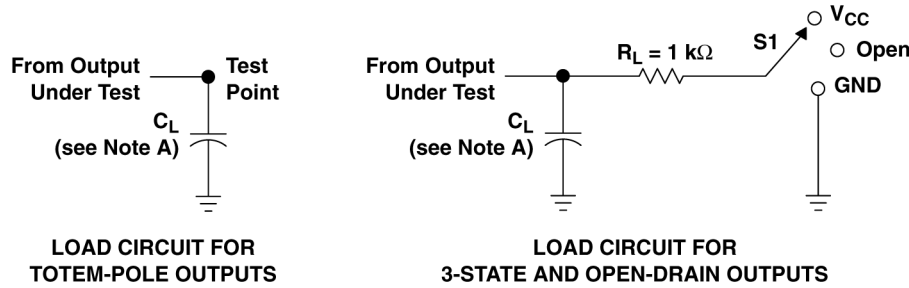 From Output
Under Test
Test
Point
CL
(see Note A)
LOAD CIRCUIT FOR
TOTEM-POLE OUTPUTS
From Output
Under Test
RL = 1 kΩ
S1
VCC
Open
GND
CL
(see Note A)
LOAD CIRCUIT FOR
3-STATE AND OPEN-DRAIN OUTPUTS